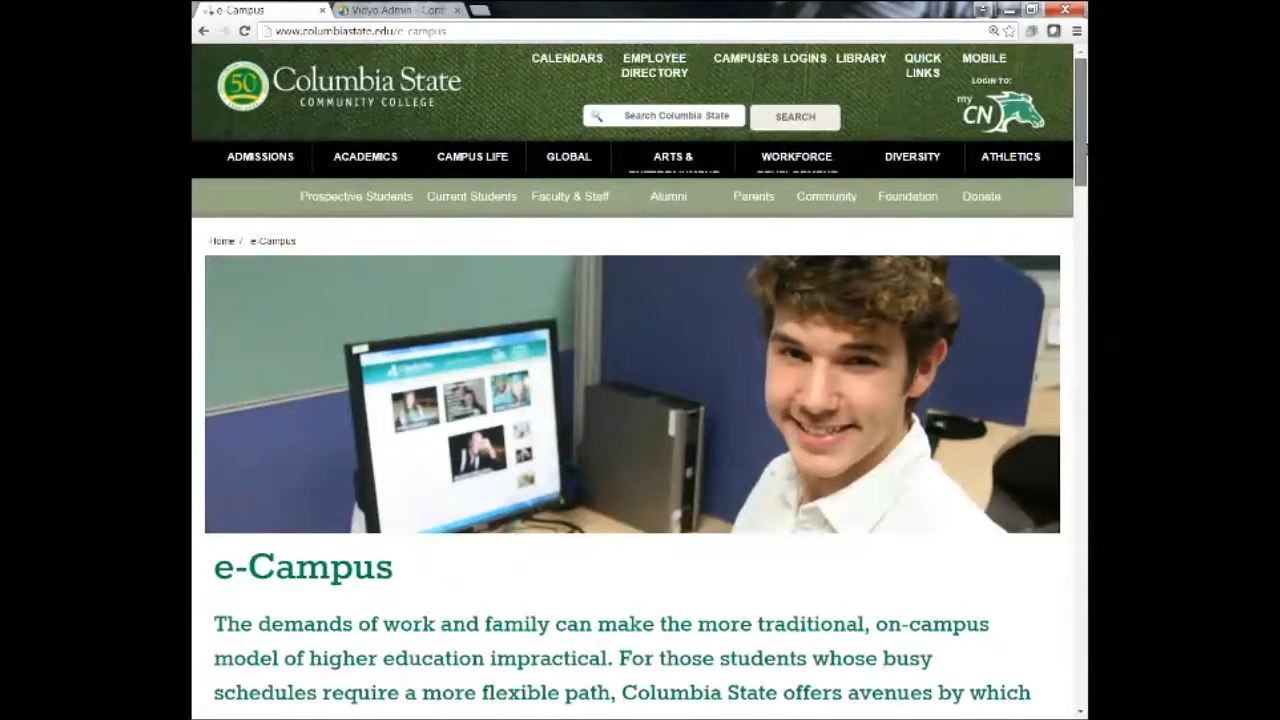 e-Campus
Vidyo Admin - Cont
www.columbiastate.edu/e-campus
50
Columbia State
COMMUNITY COLLEGE
CALENDARS EMPLOYEE DIRECTORY CAMPUSES LOGINS LIBRARY QUICK LINKS MOBILE
LOGIN TO:
my CN
Search Columbia State
SEARCH
ADMISSIONS ACADEMICS CAMPUS LIFE GLOBAL ARTS & WORKFORCE DIVERSITY ATHLETICS
Prospective Students Current Students Faculty & Staff Alumni Parents Community Foundation Donate
Home / e-Campus
e-Campus
The demands of work and family can make the more traditional, on-campus
model of higher education impractical. For those students whose busy
schedules require a more flexible path, Columbia State offers avenues by which